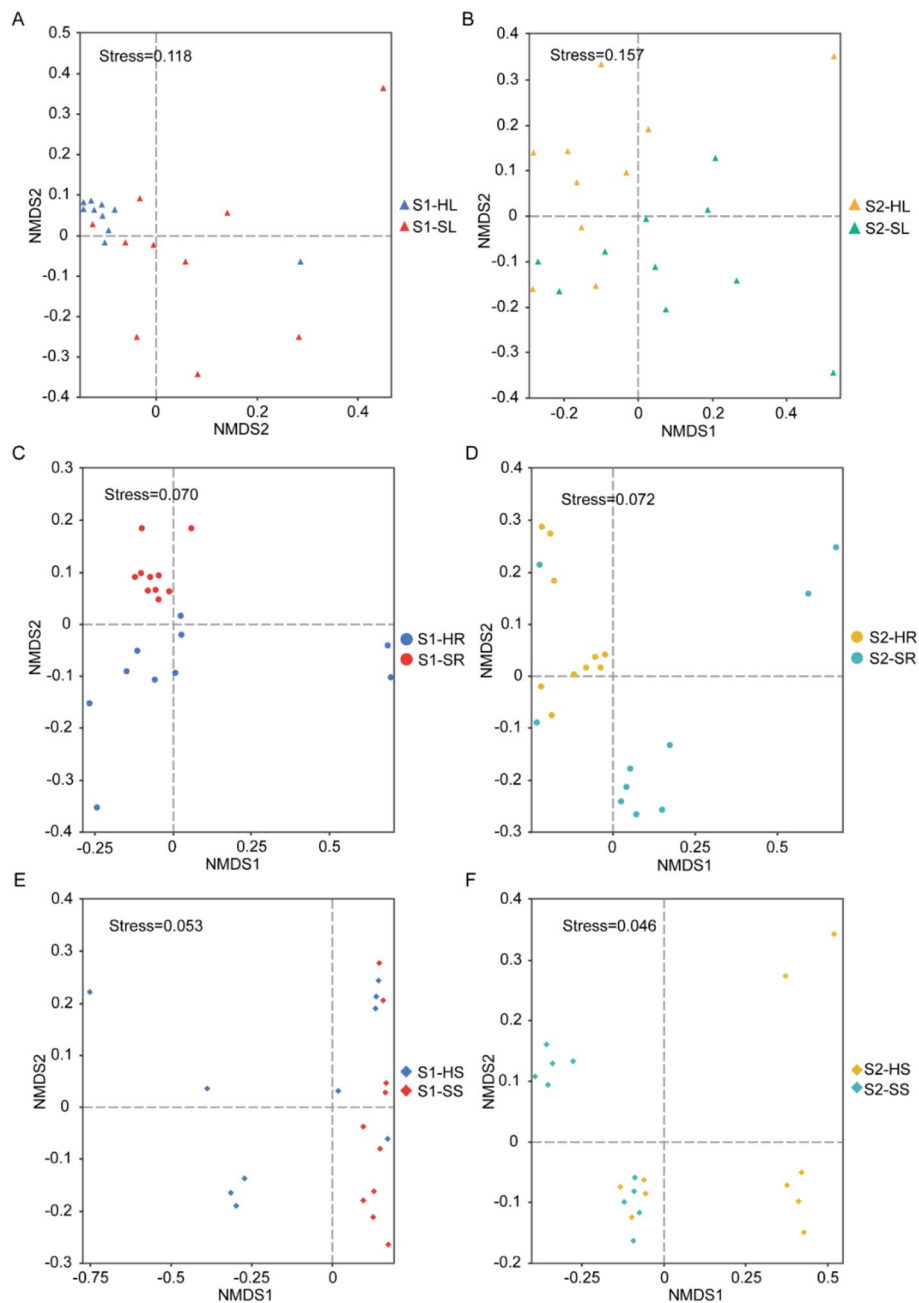 A
Stress=0.118
0.5
0.4
0.3
0.2
0.1
0
-0.1
-0.2
-0.3
-0.4
NMDS2
0
0.2
0.4
NMDS2
S1-HL
S1-SL
B
Stress=0.157
0.4
0.3
0.2
0.1
0
-0.1
-0.2
-0.3
-0.4
NMDS2
-0.2
0
0.2
0.4
NMDS1
S2-HL
S2-SL
C
Stress=0.070
0.3
0.2
0.1
0
-0.1
-0.2
-0.3
-0.4
NMDS2
-0.25
0
0.25
0.5
NMDS1
S1-HR
S1-SR
D
Stress=0.072
0.4
0.3
0.2
0.1
0
-0.1
-0.2
-0.3
NMDS2
0
0.25
0.5
NMDS1
S2-HR
S2-SR
E
Stress=0.053
0.4
0.3
0.2
0.1
0
-0.1
-0.2
-0.3
NMDS2
-0.75
-0.5
-0.25
0
NMDS1
S1-HS
S1-SS
F
Stress=0.046
0.4
0.3
0.2
0.1
0
-0.1
-0.2
NMDS2
-0.25
0
0.25
0.5
NMDS1
S2-HS
S2-SS